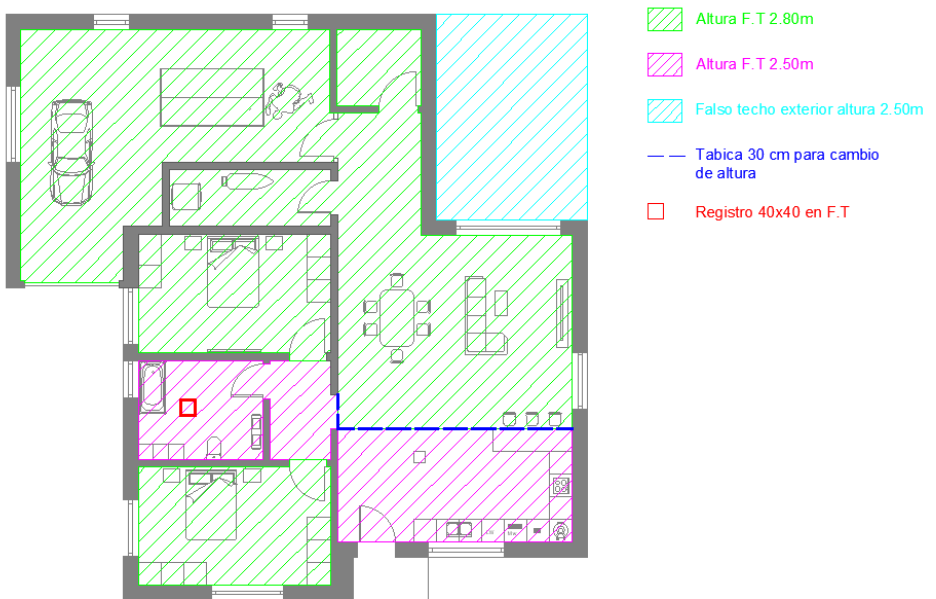 Altura F.T 2.80m
Altura F.T 2.50m
Falso techo exterior altura 2.50m
Tabica 30 cm para cambio
de altura
Registro 40x40 en F.T